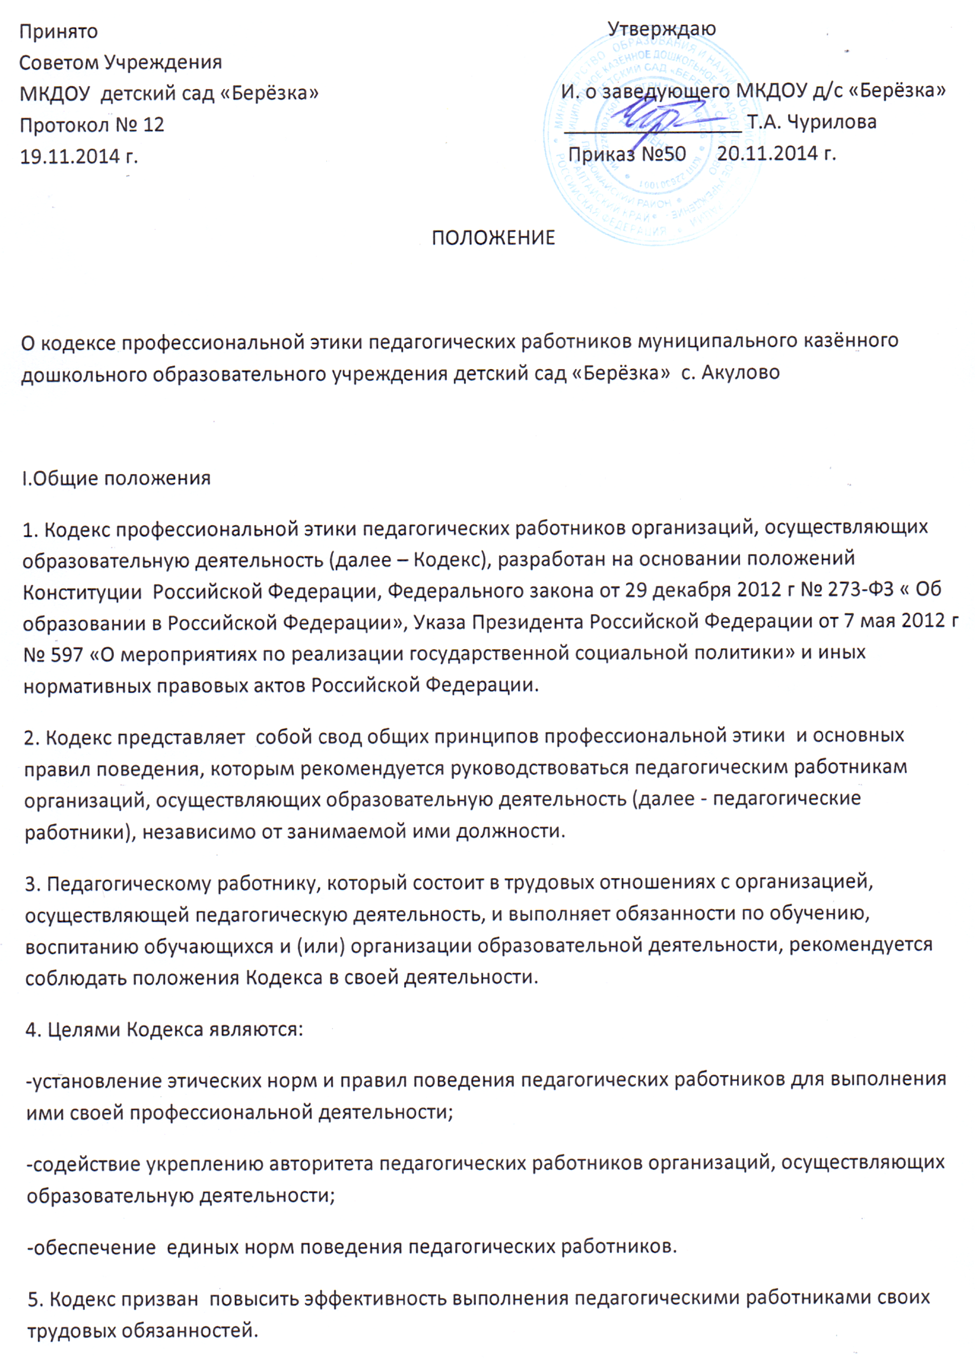 Принято
Советом Учреждения
МКДОУ  детский сад «Берёзка»
Протокол № 12
19.11.2014 г.
Утверждаю
И. о заведующего МКДОУ д/с «Берёзка»
Т.А. Чурилова
Приказ №50 20.11.2014 г.
ПОЛОЖЕНИЕ
О кодексе профессиональной этики педагогических работников муниципального казённого
дошкольного образовательного учреждения детский сад «Берёзка»  с. Акулово
I.Общие положения
1. Кодекс профессиональной этики педагогических работников организаций, осуществляющих
образовательную деятельность (далее – Кодекс), разработан на основании положений
Конституции  Российской Федерации, Федерального закона от 29 декабря 2012 г № 273-ФЗ « Об
образовании в Российской Федерации», Указа Президента Российской Федерации от 7 мая 2012 г
№ 597 «О мероприятиях по реализации государственной социальной политики» и иных
нормативных правовых актов Российской Федерации.
2. Кодекс представляет  собой свод общих принципов профессиональной этики  и основных
правил поведения, которым рекомендуется руководствоваться педагогическим работникам
организаций, осуществляющих образовательную деятельность (далее - педагогические
работники), независимо от занимаемой ими должности.
3. Педагогическому работнику, который состоит в трудовых отношениях с организацией,
осуществляющей педагогическую деятельность, и выполняет обязанности по обучению,
воспитанию обучающихся и (или) организации образовательной деятельности, рекомендуется
соблюдать положения Кодекса в своей деятельности.
4. Целями Кодекса являются:
-установление этических норм и правил поведения педагогических работников для выполнения
ими своей профессиональной деятельности;
-содействие укреплению авторитета педагогических работников организаций, осуществляющих
образовательную деятельности;
-обеспечение  единых норм поведения педагогических работников.
5. Кодекс призван  повысить эффективность выполнения педагогическими работниками своих
трудовых обязанностей.